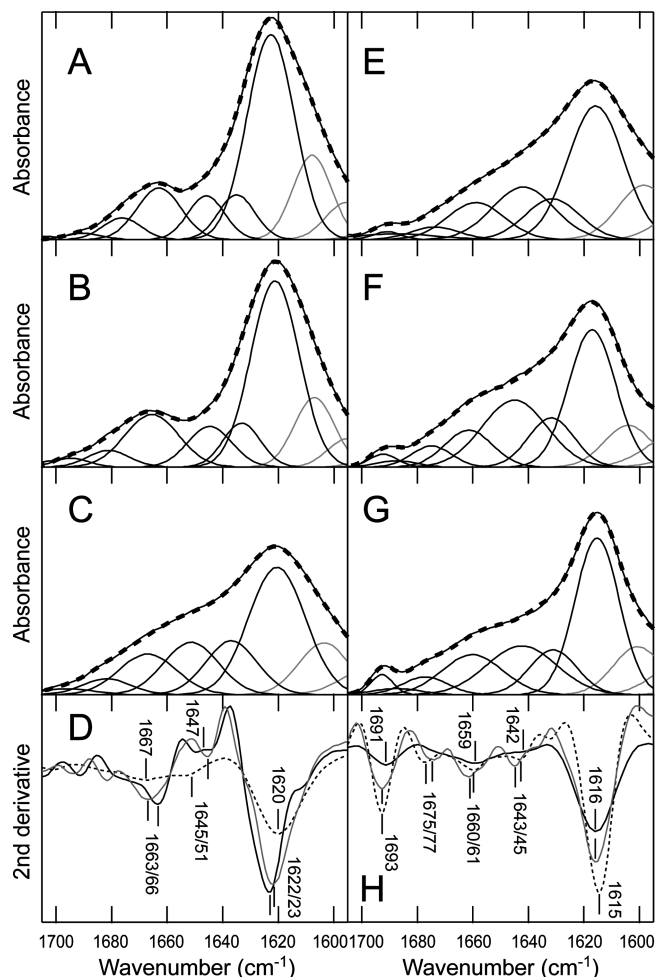 A
E
Absorbance
Absorbance
B
F
Absorbance
Absorbance
C
G
Absorbance
D
1667
1647
1620
1663/66
1645/51
1622/23
2nd derivative
1691
1659
1642
1616
1693
1675/77
1660/61
1643/45
1615
H
1700 1680 1660 1640 1620 1600
1700 1680 1660 1640 1620 1600
Wavenumber (cm-1)
Wavenumber (cm-1)